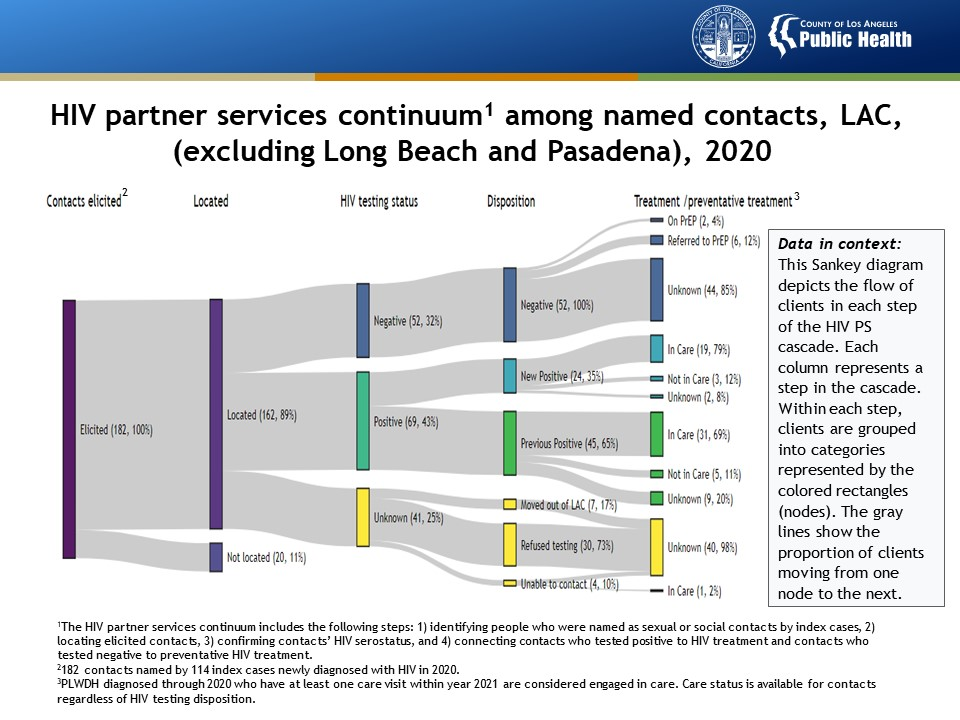 COUNTY OF LOS ANGELES
Public Health
HIV partner services continuum1 among named contacts, LAC,
(excluding Long Beach and Pasadena), 2020
Contacts elicited2 Located HIV testing status Disposition Treatment /preventative treatment3
On PrEP (2, 4%)
Referred to PrEP (6, 12%)
Unknown (44, 85%)
Negative (52, 100%)
Negative (52, 32%)
In Care (19, 79%)
New Positive (24, 35%)
Not in Care (3, 12%)
Unknown (2, 8%)
Located (162, 89%)
Positive (69, 43%)
Elicited (182, 100%)
In Care (31, 69%)
Previous Positive (45, 65%)
Not in Care (5, 11%)
Unknown (9, 20%)
Moved out of LAC (7, 17%)
Unknown (41, 25%)
Refused testing (30, 73%)
Unknown (40, 98%)
Not located (20, 11%)
Unable to contact (4, 10%)
In Care (1, 2%)
Data in context:
This Sankey diagram
depicts the flow of
clients in each step
of the HIV PS
cascade. Each
column represents a
step in the cascade.
Within each step,
clients are grouped
into categories
represented by the
colored rectangles
(nodes). The gray
lines show the
proportion of clients
moving from one
node to the next.
1The HIV partner services continuum includes the following steps: 1) identifying people who were named as sexual or social contacts by index cases, 2)
locating elicited contacts, 3) confirming contacts’ HIV serostatus, and 4) connecting contacts who tested positive to HIV treatment and contacts who
tested negative to preventative HIV treatment.
2182 contacts named by 114 index cases newly diagnosed with HIV in 2020.
3PLWDH diagnosed through 2020 who have at least one care visit within year 2021 are considered engaged in care. Care status is available for contacts
regardless of HIV testing disposition.